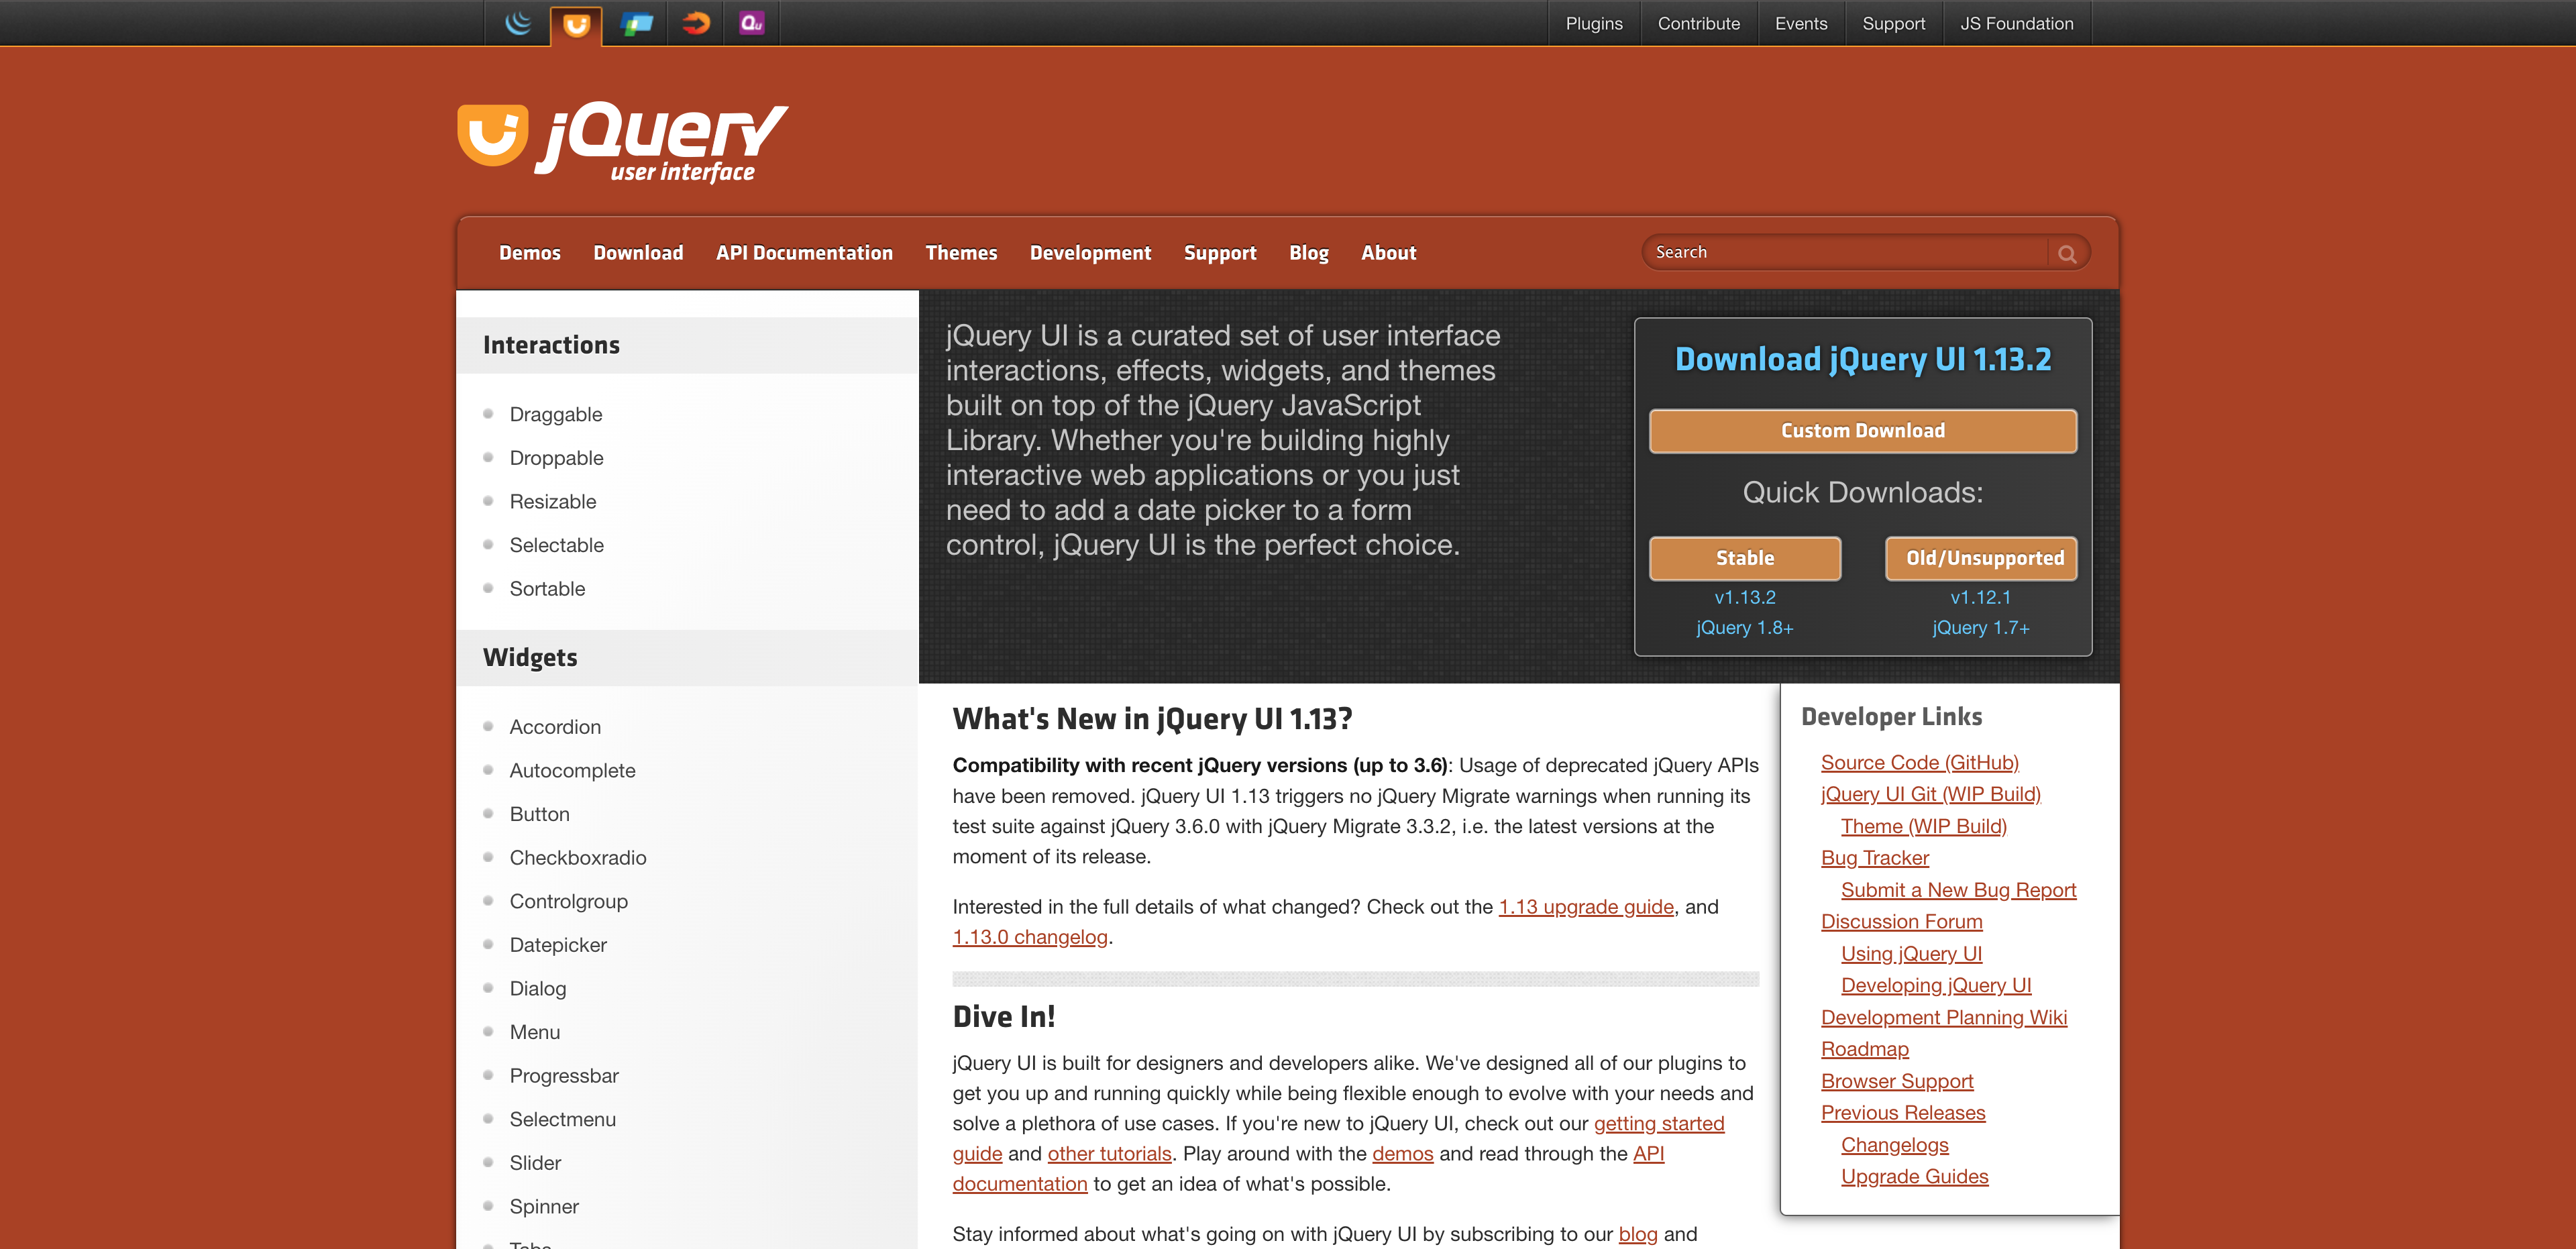 Qu
Plugins
Contribute
Events
Support
JS Foundation
jQuery
user interface
Demos
Download
API Documentation
Themes
Development
Support
Blog
About
Search
Interactions
Draggable
Droppable
Resizable
Selectable
Sortable
Widgets
Accordion
Autocomplete
Button
Checkboxradio
Controlgroup
Datepicker
Dialog
Menu
Progressbar
Selectmenu
Slider
Spinner
jQuery UI is a curated set of user interface
interactions, effects, widgets, and themes
built on top of the jQuery JavaScript
Library. Whether you're building highly
interactive web applications or you just
need to add a date picker to a form
control, jQuery UI is the perfect choice.
Download jQuery UI 1.13.2
Custom Download
Quick Downloads:
Stable
v1.13.2
jQuery 1.8+
Old/Unsupported
v1.12.1
jQuery 1.7+
What's New in jQuery UI 1.13?
Compatibility with recent jQuery versions (up to 3.6): Usage of deprecated jQuery APIs
have been removed. jQuery UI 1.13 triggers no jQuery Migrate warnings when running its
test suite against jQuery 3.6.0 with jQuery Migrate 3.3.2, i.e. the latest versions at the
moment of its release.
Interested in the full details of what changed? Check out the 1.13 upgrade guide, and
1.13.0 changelog.
Dive In!
jQuery UI is built for designers and developers alike. We've designed all of our plugins to
get you up and running quickly while being flexible enough to evolve with your needs and
solve a plethora of use cases. If you're new to jQuery UI, check out our getting started
guide and other tutorials. Play around with the demos and read through the API
documentation to get an idea of what's possible.
Stay informed about what's going on with jQuery UI by subscribing to our blog and
Developer Links
Source Code (GitHub)
jQuery UI Git (WIP Build)
Theme (WIP Build)
Bug Tracker
Submit a New Bug Report
Discussion Forum
Using jQuery UI
Developing jQuery UI
Development Planning Wiki
Roadmap
Browser Support
Previous Releases
Changelogs
Upgrade Guides